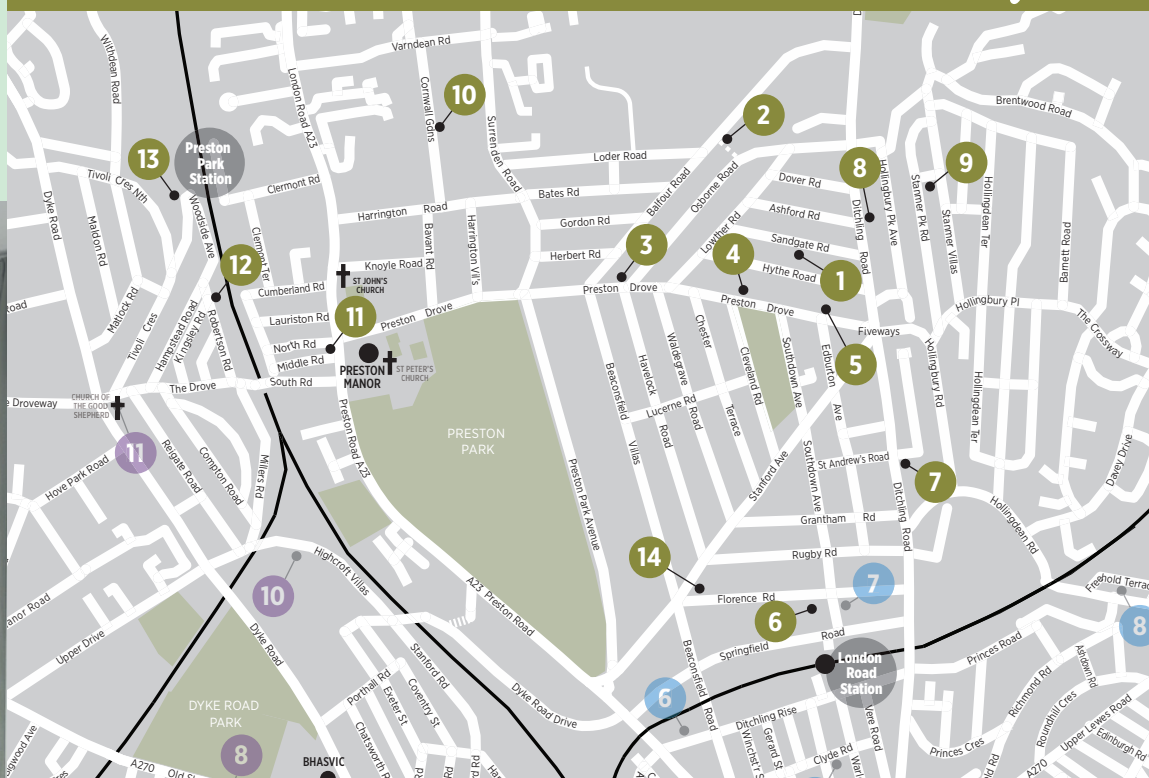 Varndean Rd
Withdean Road
London Road A23
Cornwall Gdns
10
Surrenden Road
2
Brentwood Road
13
Preston
Park
Station
Loder Road
8
9
Tivoli Cres Nth
Clermont Rd
Bates Rd
Balfour Road
Osborne Road
Dover Rd
Ditchling Road
Hollingbury Pk Ave
Stanmer Pk Rd
Stanmer Villas
Hollingdean Ter
Barnett Road
Dyke Road
Maldon Rd
Woodside Ave
Harrington Road
Gordon Rd
Ashford Rd
Lowther Rd
Clermont Ter
Bavant Rd
Harrington Vil's
Herbert Rd
3
4
Sandgate Rd
12
Knoyle Road
ST JOHN'S
CHURCH
Hythe Road
1
Cumberland Rd
Preston Drove
Preston Drove
Hollingbury Pl
The Crossway
oad
Matlock Rd
Tivoli Cres
Hampstead Road
Kingsley Rd
Robertson Rd
Lauriston Rd
11
Preston Drove
Fiveways
North Rd
Middle Rd
South Rd
PRESTON
MANOR
ST PETER'S
CHURCH
Beaconsfield Villas
Havelock Road
Waldegrave Road
Chester Terrace
Cleveland Rd
Southdown Ave
Edburton Ave
5
Hollingbury Rd
Hollingdean Ter
The Drove
e Droveway
CHURCH OF
THE GOOD
SHEPHERD
Lucerne Rd
11
Hove Park Road
Reigate Road
Compton Road
Millers Rd
Preston Road A23
PRESTON
PARK
Preston Park Avenue
Stanford Ave
Southdown Ave
St Andrew's Road
7
Ditchling Road
Davey Drive
Hollingdean Rd
Grantham Rd
14
Rugby Rd
Highcroft Villas
10
A23 Preston Road
Florence Rd
7
6
Freehold Terrac
8
anor Road
Upper Drive
Dyke Road
Springfield Road
London
Road
Station
Princes Road
Stanford Rd
Porthall Rd
Exeter St
Coventry St
Chatsworth R
Dyke Road Drive
6
Beaconsfield Road
Ditchling Rise
Richmond Rd
Ashdown Rd
Roundhill Cres
Upper Lewes Road
Edinburgh Rd
DYKE ROAD
PARK
8
BHASVIC
A270
Old S
Gerard St
Clyde Rd
Vere Road
Princes Cres
A270